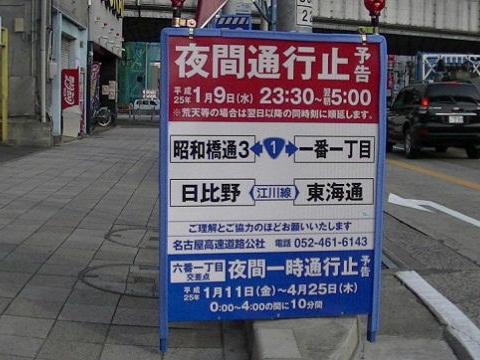 夜間通行止 予告
平成25年 1月9日(水) 23:30~翌朝5:00
※荒天等の場合は翌日以降の同時刻に順延します。
昭和橋通3 1 一番一丁目
日比野 江川線 東海通
ご理解とご協力のほどお願いいたします
名古屋高速道路公社 電話 052-461-6143
六番一丁目交差点 夜間一時通行止 予告
平成25年 1月11日(金)~4月25日(木)
0:00~4:00の間に10分間
Coca-Cola